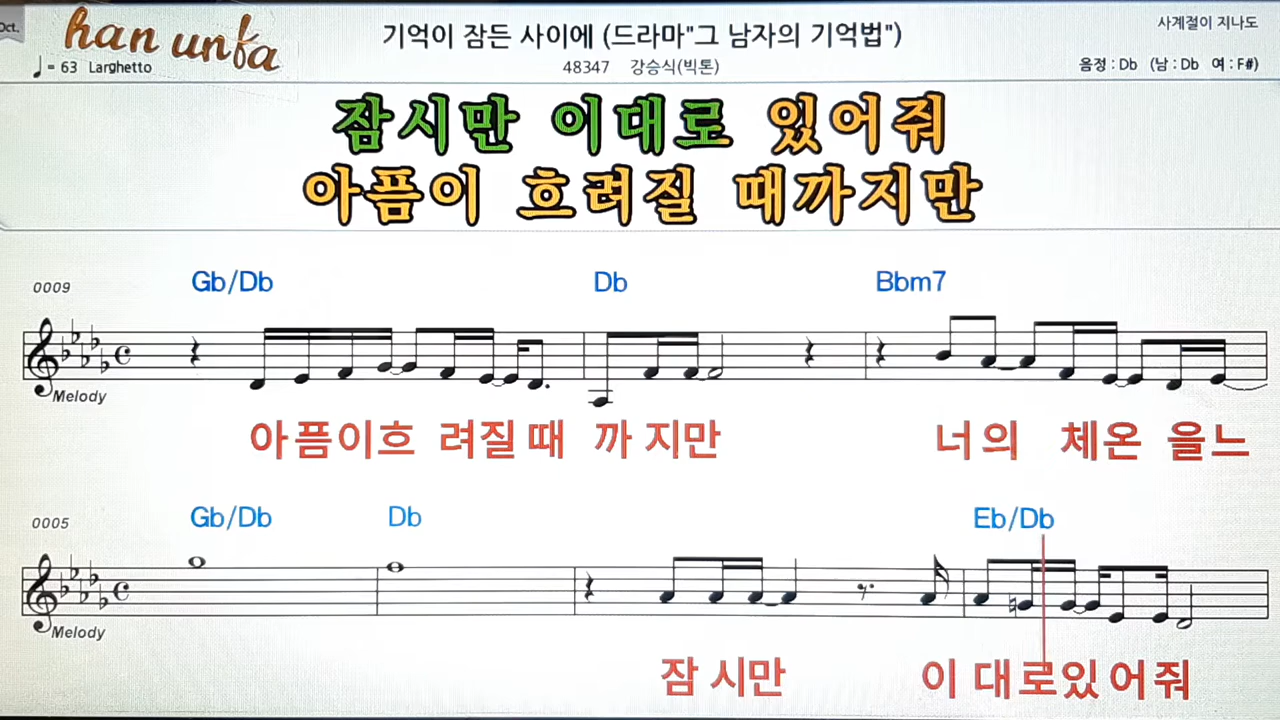 Oct.
han unfa
기억이 잠든 사이에 (드라마"그 남자의 기억법")
사계절이 지나도
= 63 Larghetto
48347 강승식(빅톤)
음정 : Db (남 : Db 여 : F#)
잠시만 이대로 있어줘
아픔이 흐려질 때까지만
0009
Gb/Db Db Bbm7
Melody
아픔이흐 려질때 까 지만 너의 체온 을느
0005
Gb/Db Db Eb/Db
Melody
잠 시만 이 대로있어줘